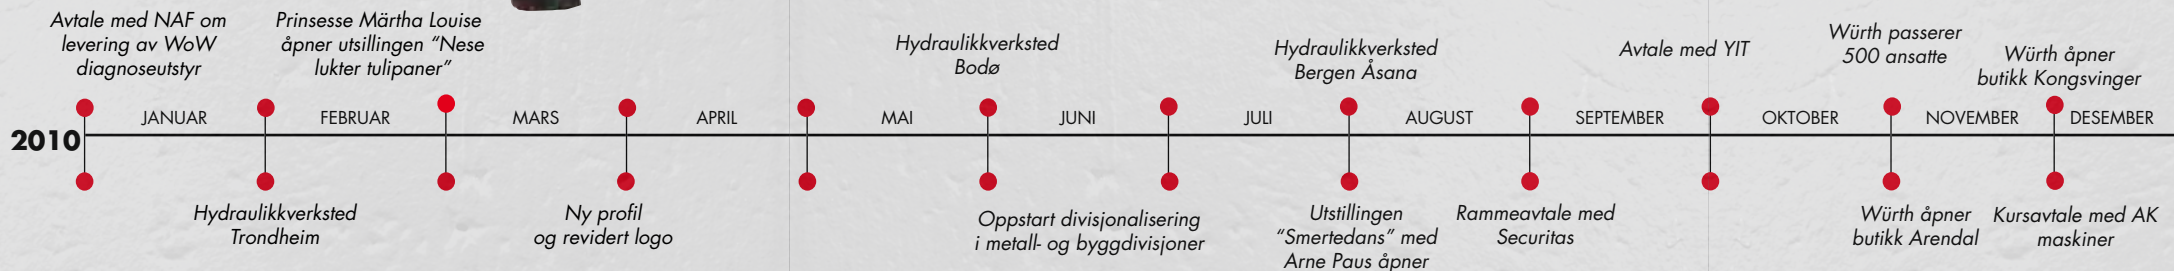 Avtale med NAF om
levering av WoW
diagnoseutstyr
Prinsesse Märtha Louise
åpner utsillingen “Nese
lukter tulipaner”
Hydraulikkverksted
Bodø
Hydraulikkverksted
Bergen Åsana
Avtale med YIT
Würth passerer
500 ansatte
Würth åpner
butikk Kongsvinger
2010
JANUAR
FEBRUAR
MARS
APRIL
MAI
JUNI
JULI
AUGUST
SEPTEMBER
OKTOBER
NOVEMBER
DESEMBER
Hydraulikkverksted
Trondheim
Ny profil
og revidert logo
Oppstart divisjonalisering
i metall- og byggdivisjoner
Utstillingen
“Smertedans” med
Arne Paus åpner
Rammeavtale med
Securitas
Würth åpner
butikk Arendal
Kursavtale med AK
maskiner